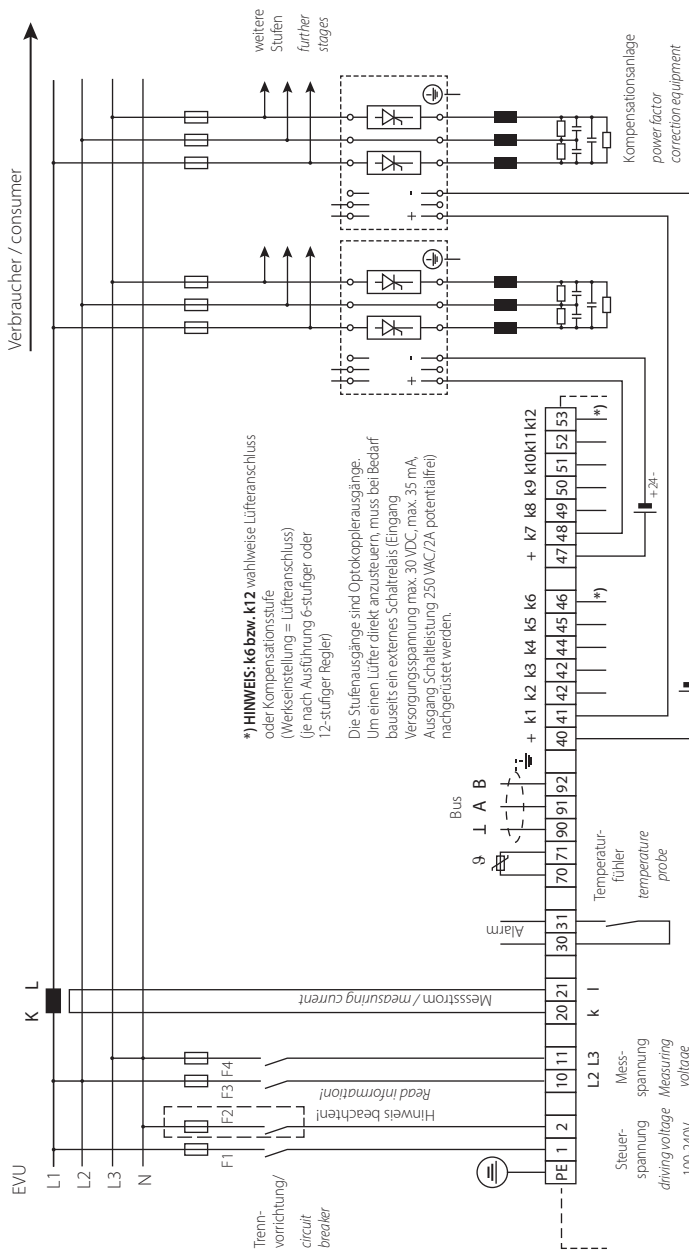 EVU
Verbraucher / consumer
K L
L1
L2
L3
N
weitere
Stufen
further
stages
F1
F2
F3
F4
Trenn-
vorrichtung/
circuit
breaker
Hinweis beachten!
Read information!
Messstrom / measuring current
Alarm
ϑ
Bus
⊥ A B
*) HINWEIS: k6 bzw. k12 wahlweise Lüfteranschluss
oder Kompensationsstufe
(Werkseinstellung = Lüfteranschluss)
(je nach Ausführung 6-stufiger oder
12-stufiger Regler)
Die Stufenausgänge sind Optokopplerausgänge.
Um einen Lüfter direkt anzusteuern, muss bei Bedarf
bauseits ein externes Schaltrelais (Eingang
Versorgungsspannung max. 30 VDC, max. 35 mA,
Ausgang Schaltleistung 250 VAC/2A potentialfrei)
nachgerüstet werden.
+ -
+ -
+ k1 k2 k3 k4 k5 k6
+ k7 k8 k9 k10 k11 k12
PE 1 2 10 11 20 21 30 31 70 71 90 91 92 40 41 42 42 44 45 46 47 48 49 50 51 52 53
L2 L3
k l
*)
*)
+24-
Steuer-
spannung
driving voltage
100-240V
Mess-
spannung
Measuring
voltage
Temperatur-
fühler
temperature
probe
Kompensationsanlage
power factor
correction equipment